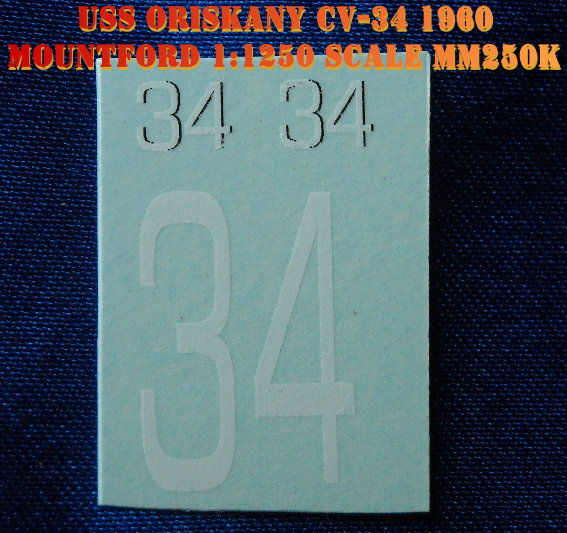 USS ORISKANY CV-34 1960
MOUNTFORD 1:1250 SCALE MM250K
34 34
34